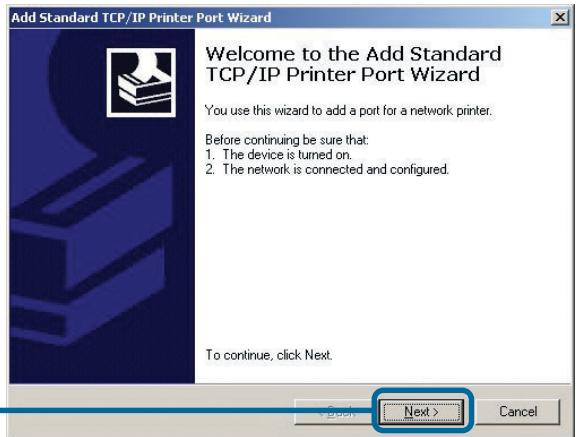 Add Standard TCP/IP Printer Port Wizard
Welcome to the Add Standard
TCP/IP Printer Port Wizard
You use this wizard to add a port for a network printer.
Before continuing be sure that:
1. The device is turned on.
2. The network is connected and configured.
To continue, click Next.
< Back Next > Cancel